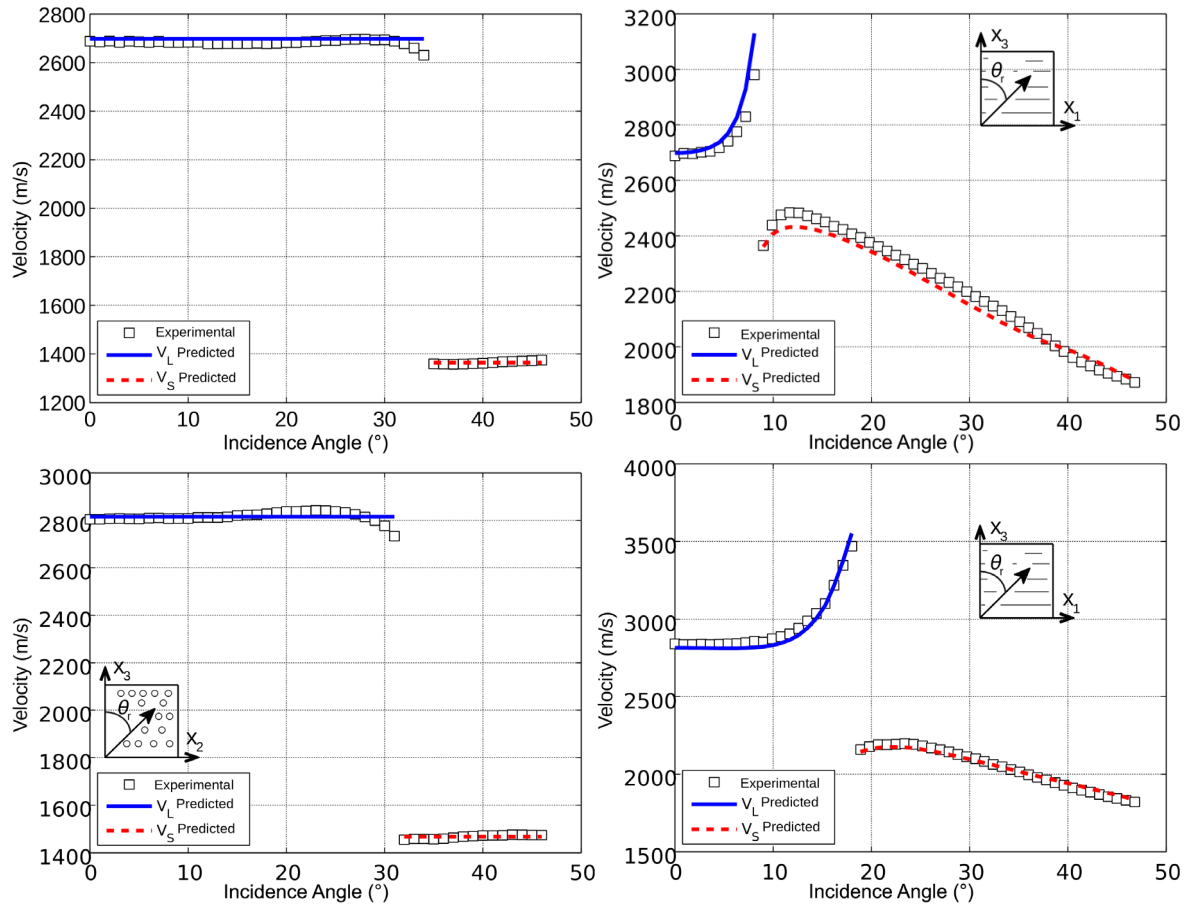 2800
2600
2400
2200
2000
1800
1600
1400
1200
Velocity (m/s)
Experimental
V_L Predicted
V_S Predicted
0 10 20 30 40 50
Incidence Angle (°)
3200
3000
2800
2600
2400
2200
2000
1800
Velocity (m/s)
X_3
θ_r
X_1
Experimental
V_L Predicted
V_S Predicted
0 10 20 30 40 50
Incidence Angle (°)
3000
2800
2600
2400
2200
2000
1800
1600
1400
Velocity (m/s)
X_3
θ_r
X_2
Experimental
V_L Predicted
V_S Predicted
0 10 20 30 40 50
Incidence Angle (°)
4000
3500
3000
2500
2000
1500
Velocity (m/s)
X_3
θ_r
X_1
Experimental
V_L Predicted
V_S Predicted
0 10 20 30 40 50
Incidence Angle (°)